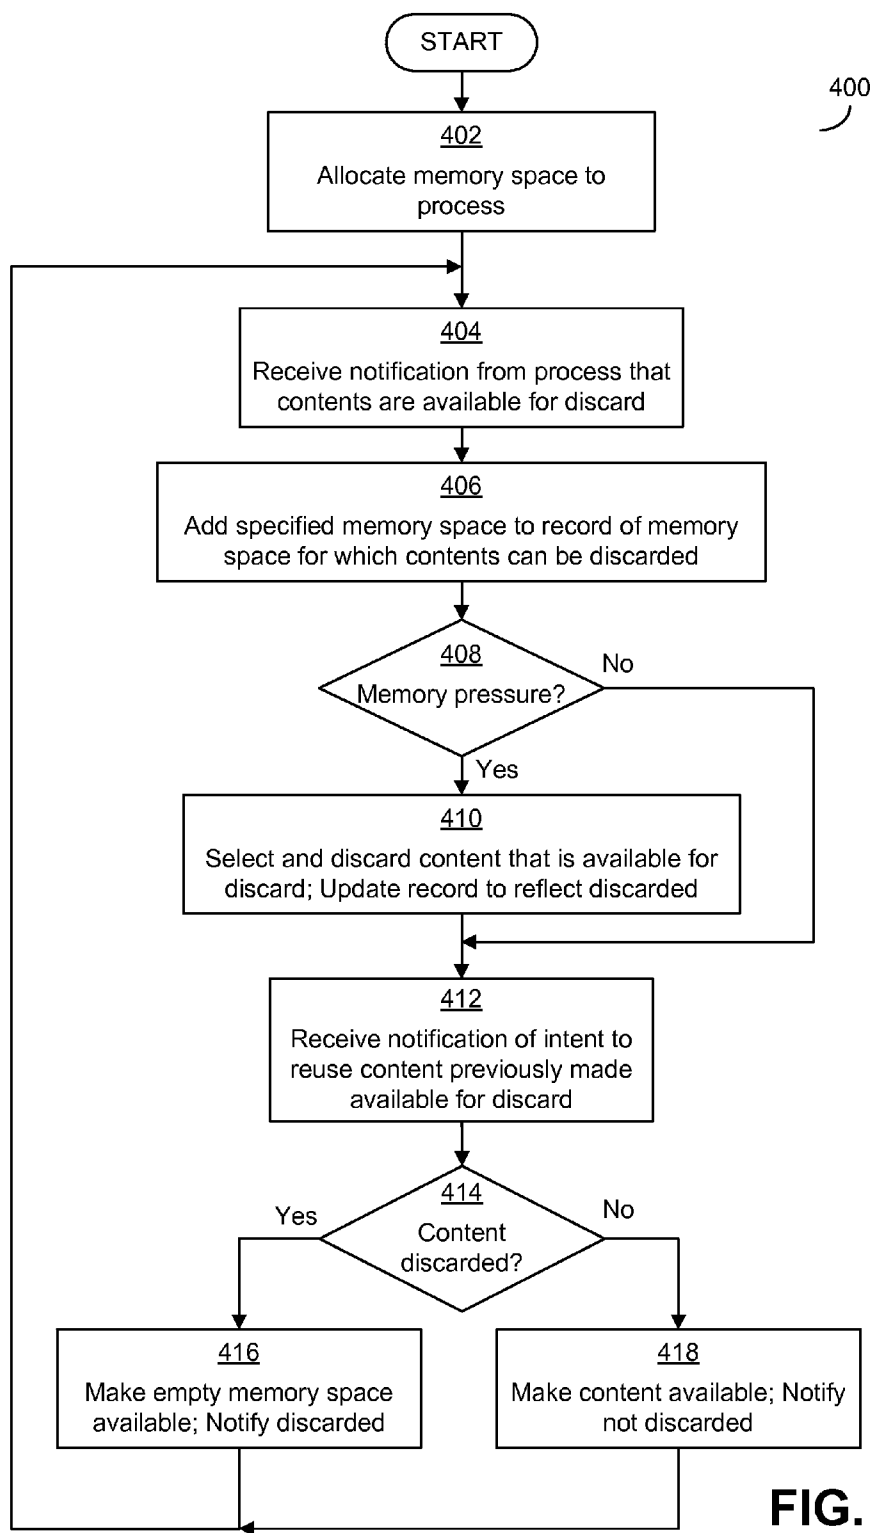 START
400
402
Allocate memory space to
process
404
Receive notification from process that
contents are available for discard
406
Add specified memory space to record of memory
space for which contents can be discarded
408
Memory pressure?
No
Yes
410
Select and discard content that is available for
discard; Update record to reflect discarded
412
Receive notification of intent to
reuse content previously made
available for discard
414
Content
discarded?
Yes
No
416
Make empty memory space
available; Notify discarded
418
Make content available; Notify
not discarded
FIG.